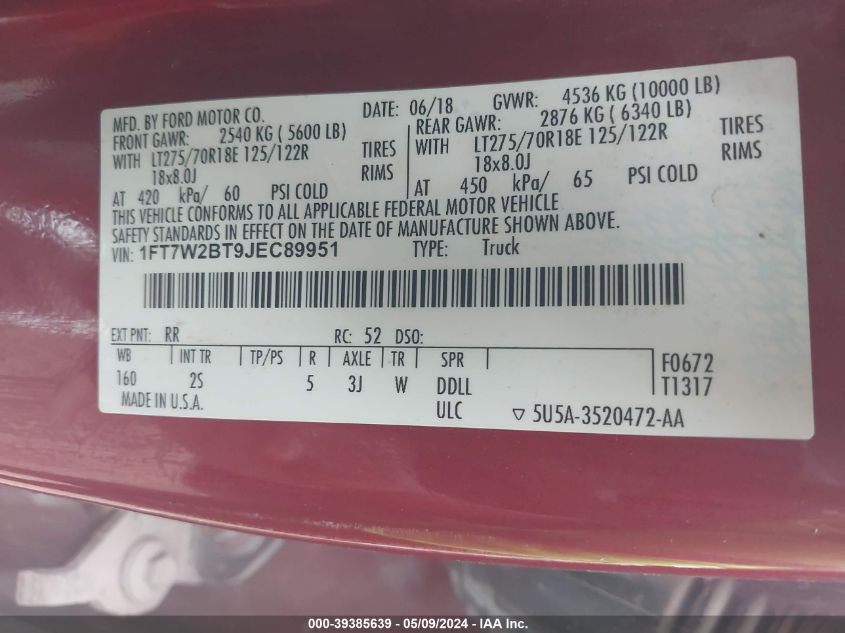 MFD. BY FORD MOTOR CO. DATE: 06/18 GVWR: 4536 KG (10000 LB)
FRONT GAWR: 2540 KG ( 5600 LB) REAR GAWR: 2876 KG ( 6340 LB)
WITH LT275/70R18E 125/122R TIRES WITH LT275/70R18E 125/122R TIRES
18x8.0J RIMS 18x8.0J RIMS
AT 420 kPa/ 60 PSI COLD AT 450 kPa/ 65 PSI COLD
THIS VEHICLE CONFORMS TO ALL APPLICABLE FEDERAL MOTOR VEHICLE
SAFETY STANDARDS IN EFFECT ON THE DATE OF MANUFACTURE SHOWN ABOVE.
VIN: 1FT7W2BT9JEC89951 TYPE: Truck
EXT PNT: RR RC: 52 DSO:
WB INT TR TP/PS R AXLE TR SPR F0672
160 2S 5 3J W DDLL T1317
MADE IN U.S.A. ULC ▽ 5U5A-3520472-AA
000-39385639 - 05/09/2024 - IAA Inc.